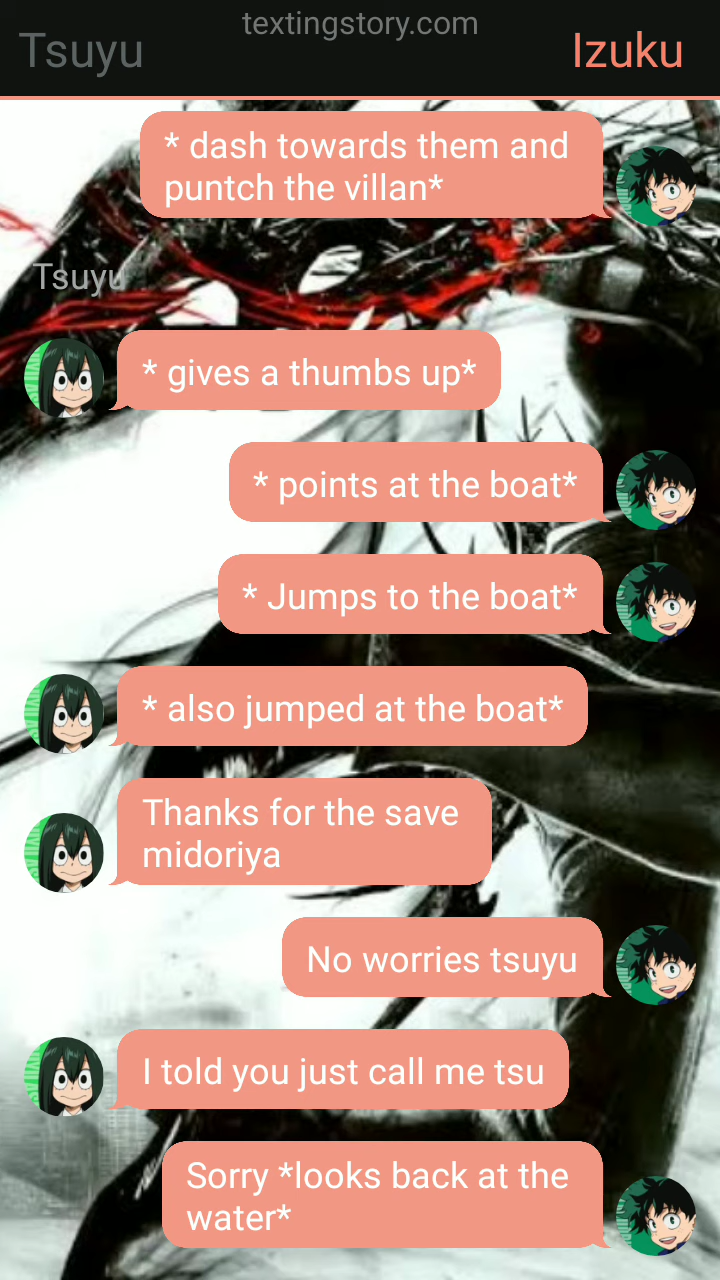 textingstory.com
Tsuyu
Izuku
* dash towards them and
puntch the villan*
Tsuyu
* gives a thumbs up*
* points at the boat*
* Jumps to the boat*
* also jumped at the boat*
Thanks for the save
midoriya
No worries tsuyu
I told you just call me tsu
Sorry *looks back at the
water*